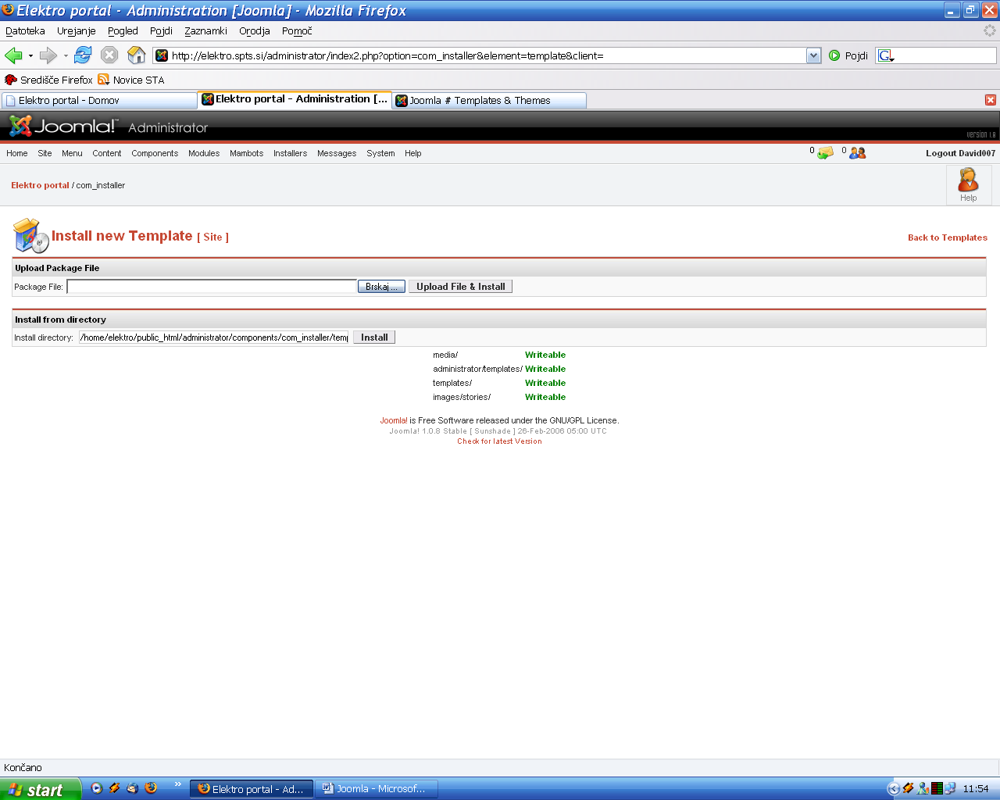 Elektro portal - Administration [Joomla] - Mozilla Firefox
Datoteka Urejanje Pogled Pojdi Zaznamki Orodja Pomoč
http://elektro.spts.si/administrator/index2.php?option=com_installer&element=template&client= Pojdi G
Središče Firefox Novice STA
Elektro portal - Domov Elektro portal - Administration [... Joomla # Templates & Themes
Joomla!™ Administrator
version 1.0
Home Site Menu Content Components Modules Mambots Installers Messages System Help 0 0 Logout David007
Elektro portal / com_installer
Help
Install new Template [ Site ] Back to Templates
Upload Package File
Package File: Brskaj ... Upload File & Install
Install from directory
Install directory: /home/elektro/public_html/administrator/components/com_installer/temp Install
media/ Writeable
administrator/templates/ Writeable
templates/ Writeable
images/stories/ Writeable
Joomla! is Free Software released under the GNU/GPL License.
Joomla! 1.0.8 Stable [ Sunshade ] 26-Feb-2006 05:00 UTC
Check for latest Version
Končano
start » Elektro portal - Ad... Joomla - Microsof... 11:54